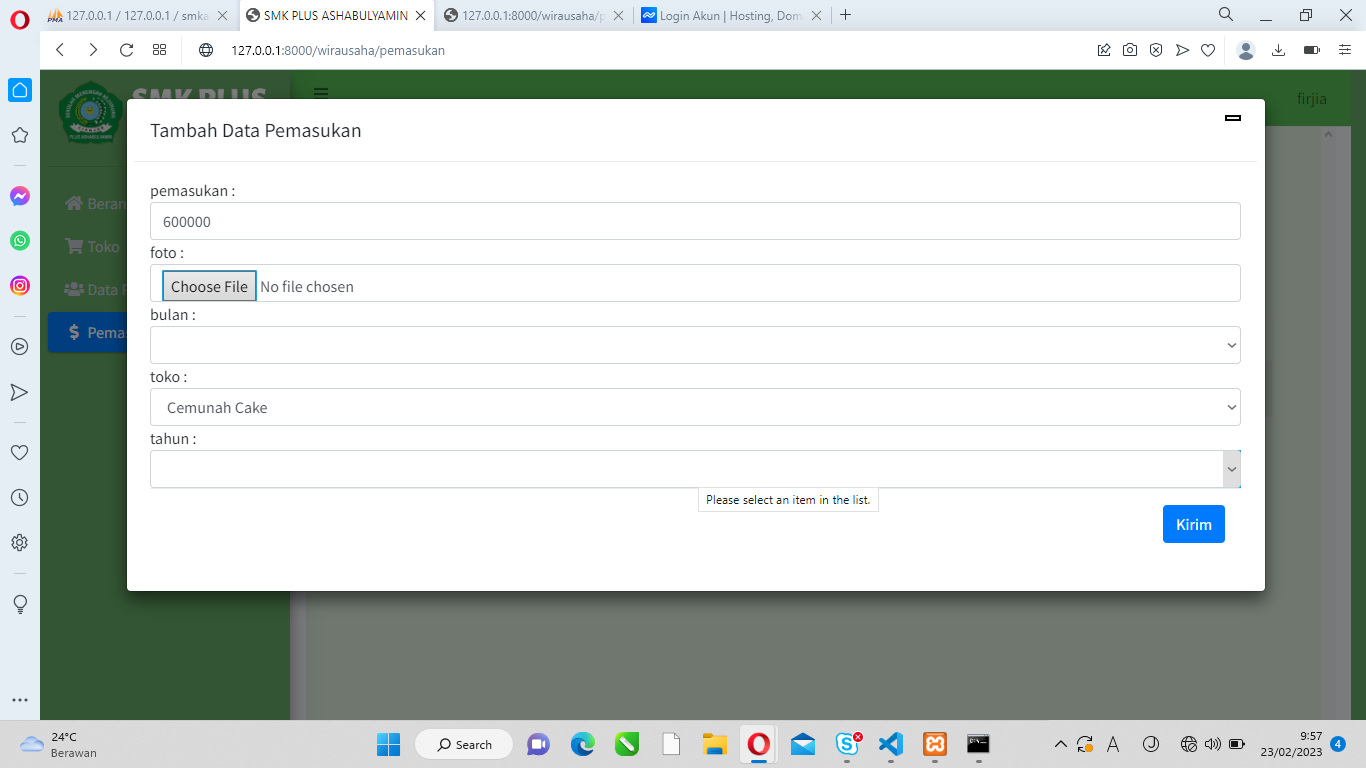 127.0.0.1 / 127.0.0.1 / smka
SMK PLUS ASHABULYAMIN
127.0.0.1:8000/wirausaha/p
Login Akun | Hosting, Dom
127.0.0.1:8000/wirausaha/pemasukan
SMK PLUS
firjia
Tambah Data Pemasukan
pemasukan :
600000
foto :
Choose File No file chosen
bulan :
toko :
Cemunah Cake
tahun :
Please select an item in the list.
Kirim
Beran
Toko
Data P
Pemas
24°C
Berawan
Search
9:57
23/02/2023
4